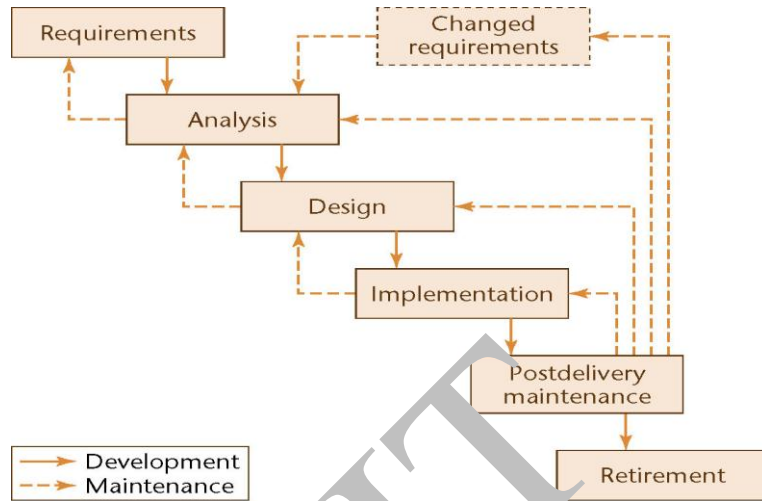 Requirements
Changed
requirements
Analysis
Design
Implementation
Postdelivery
maintenance
Retirement
Development
Maintenance